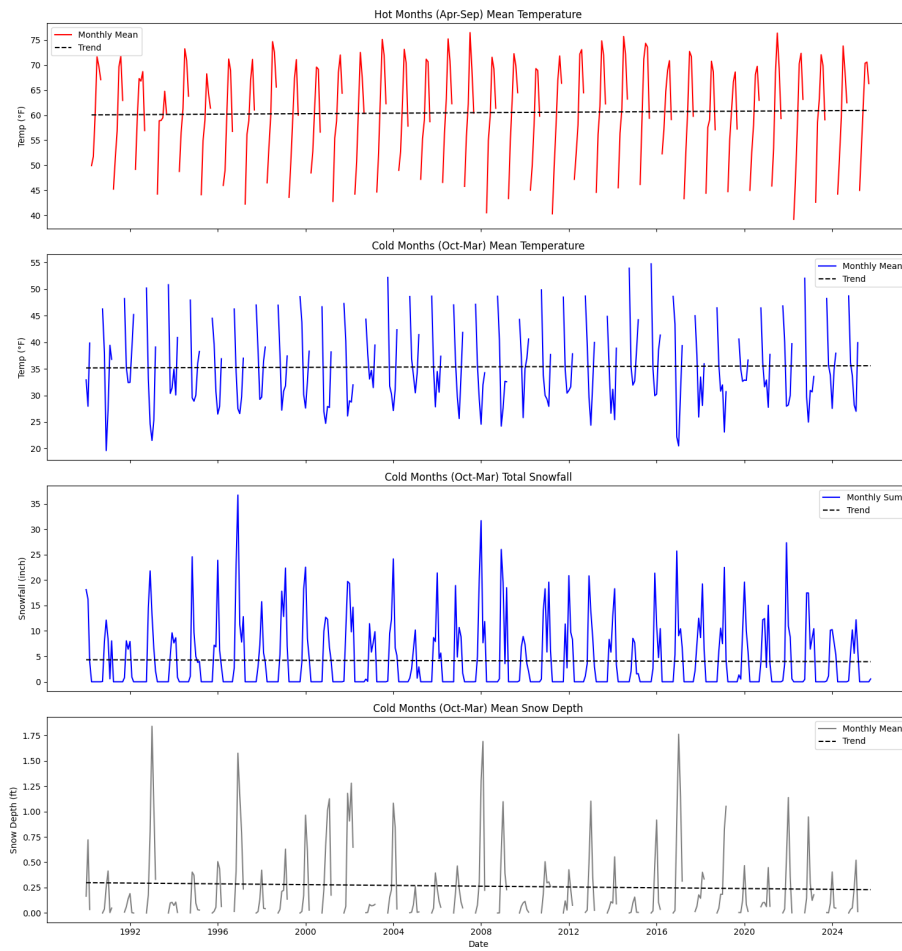 Hot Months (Apr-Sep) Mean Temperature
Monthly Mean
Trend
Temp (°F)
75
70
65
60
55
50
45
40
Cold Months (Oct-Mar) Mean Temperature
Monthly Mean
Trend
Temp (°F)
55
50
45
40
35
30
25
20
Cold Months (Oct-Mar) Total Snowfall
Monthly Sum
Trend
Snowfall (inch)
35
30
25
20
15
10
5
0
Cold Months (Oct-Mar) Mean Snow Depth
Monthly Mean
Trend
Snow Depth (ft)
1.75
1.50
1.25
1.00
0.75
0.50
0.25
0.00
1992 1996 2000 2004 2008 2012 2016 2020 2024
Date